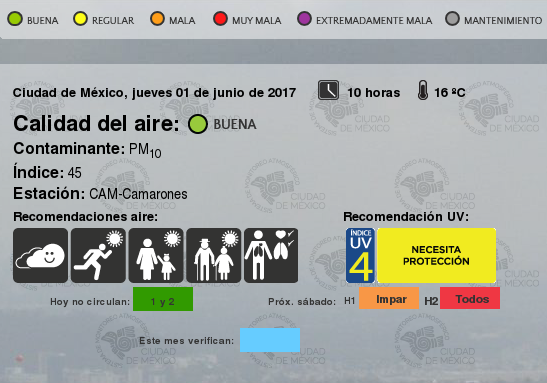 BUENA REGULAR MALA MUY MALA EXTREMADAMENTE MALA MANTENIMIENTO
Ciudad de México, jueves 01 de junio de 2017 10 horas 16 ºC
Calidad del aire: BUENA
Contaminante: PM10
Índice: 45
Estación: CAM-Camarones
Recomendaciones aire: Recomendación UV:
ÍNDICE
UV
4
NECESITA
PROTECCIÓN
Hoy no circulan: 1 y 2 Próx. sábado: H1 Impar H2 Todos
Este mes verifican:
CIUDAD
DE MÉXICO